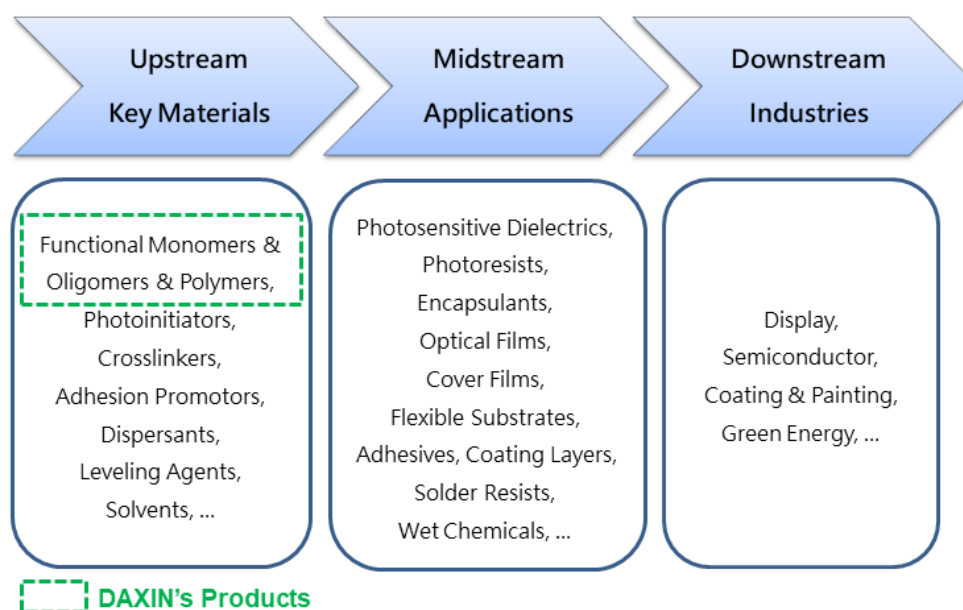 Upstream
Key Materials
Midstream
Applications
Downstream
Industries
Functional Monomers &
Oligomers & Polymers,
Photoinitiators,
Crosslinkers,
Adhesion Promotors,
Dispersants,
Leveling Agents,
Solvents, ...
Photosensitive Dielectrics,
Photoresists,
Encapsulants,
Optical Films,
Cover Films,
Flexible Substrates,
Adhesives, Coating Layers,
Solder Resists,
Wet Chemicals, ...
Display,
Semiconductor,
Coating & Painting,
Green Energy, ...
DAXIN's Products